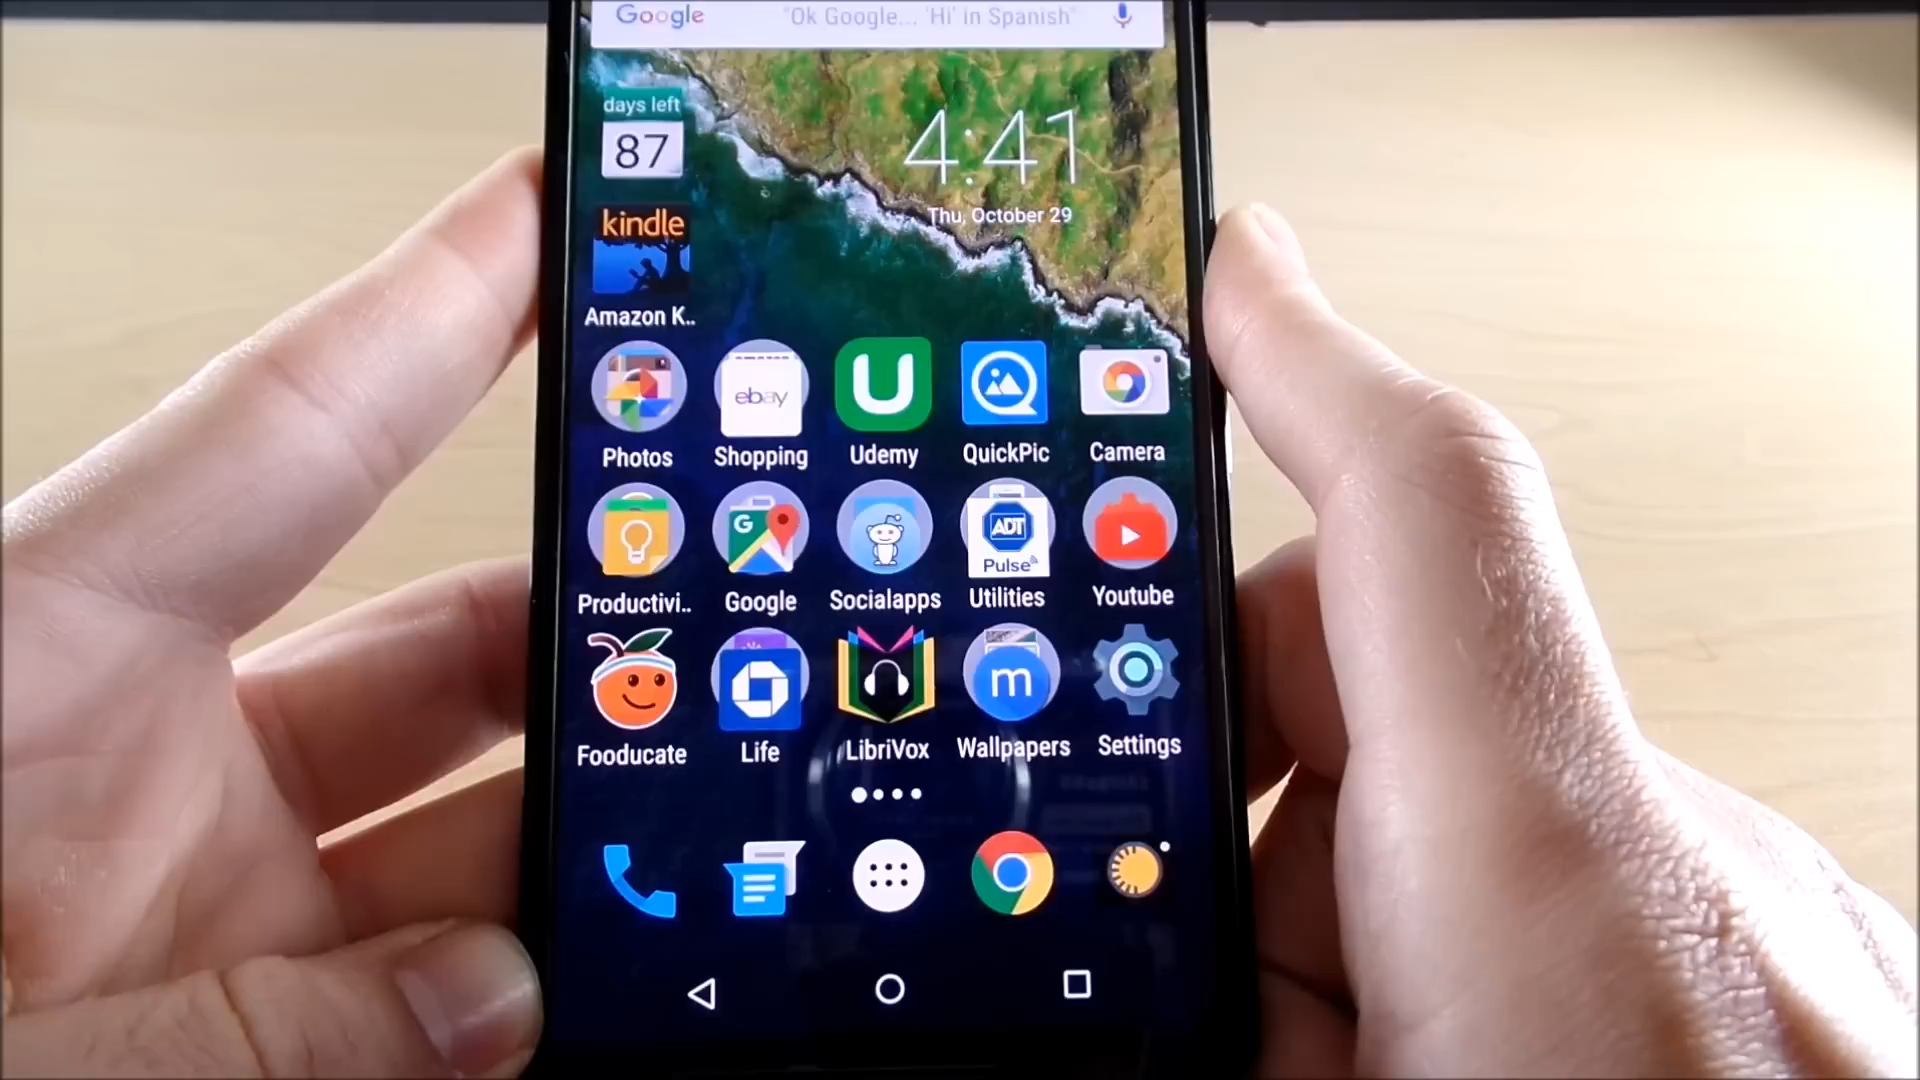 Google "Ok Google... 'Hi' in Spanish"
days left
87
4:41
Thu, October 29
kindle
Amazon K..
ebay
U
Photos Shopping Udemy QuickPic Camera
G
ADT
Pulse
Productivi.. Google Socialapps Utilities Youtube
m
Fooducate Life LibriVox Wallpapers Settings